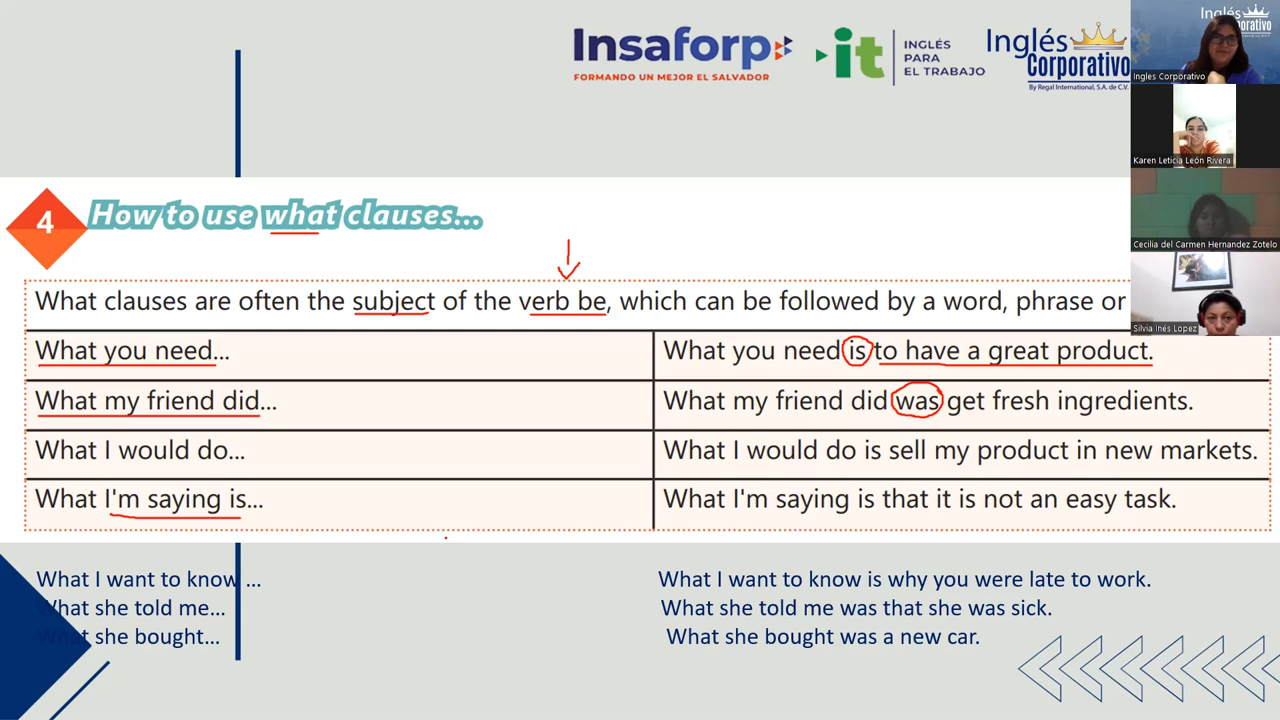 Insaforp
FORMANDO UN MEJOR EL SALVADOR
it
INGLÉS
PARA
EL TRABAJO
Inglés
Corporativo
By Regal International, S.A. de C.V.
Inglés
orporativo
Ingles Corporativo
Karen Leticia León Rivera
Cecilia del Carmen Hernandez Zotelo
Silvia Inés Lopez
4
How to use what clauses...
What clauses are often the subject of the verb be, which can be followed by a word, phrase or
What you need...
What you need is to have a great product.
What my friend did...
What my friend did was get fresh ingredients.
What I would do...
What I would do is sell my product in new markets.
What I'm saying is...
What I'm saying is that it is not an easy task.
What I want to know ...
What I want to know is why you were late to work.
What she told me...
What she told me was that she was sick.
What she bought...
What she bought was a new car.